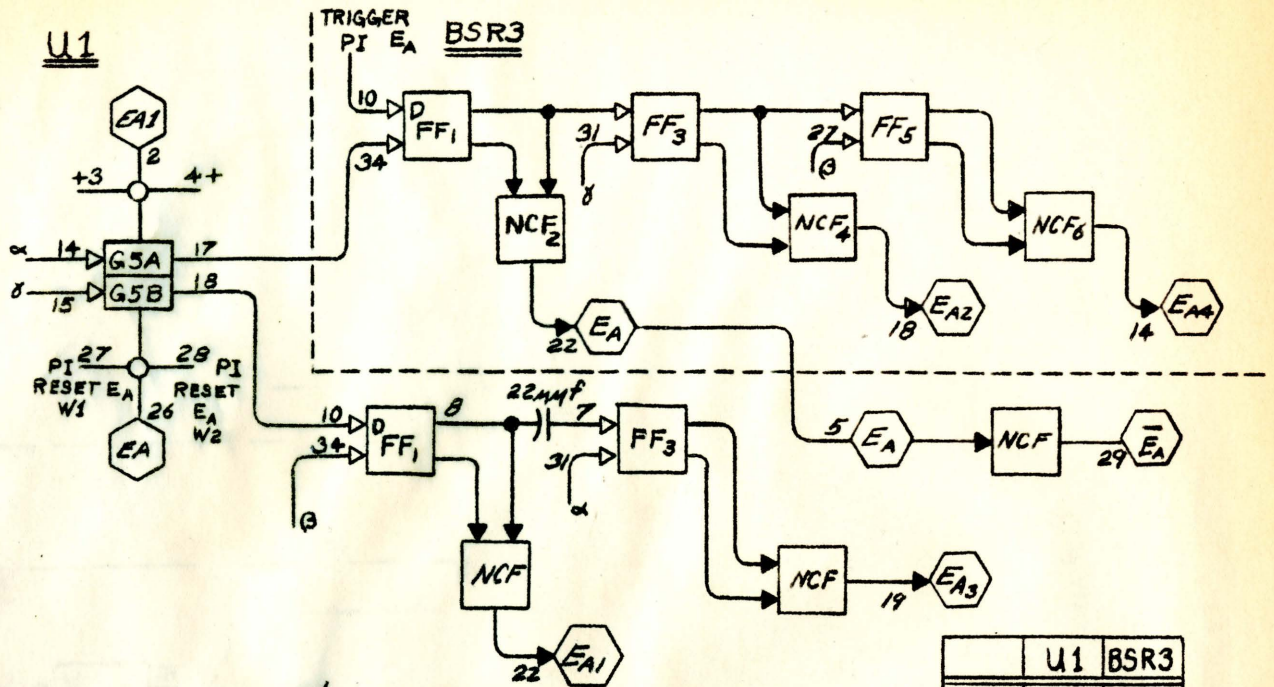 U1
TRIGGER
PI EA
BSR3
EA1
2
+3
4+
α
14
G5A
17
γ
15
G5B
18
PI 27
RESET EA
W1
28 PI
RESET
EA
W2
26
EA
10
D
FF1
34
NCF2
22
EA
31
γ
FF3
NCF4
18
EA2
27
β
FF5
NCF6
14
EA4
10
D
FF1
34
β
8
22μμf
7
FF3
31
α
NCF
22
EA1
NCF
19
EA3
5
EA
NCF
29
E̅A
U1
BSR3